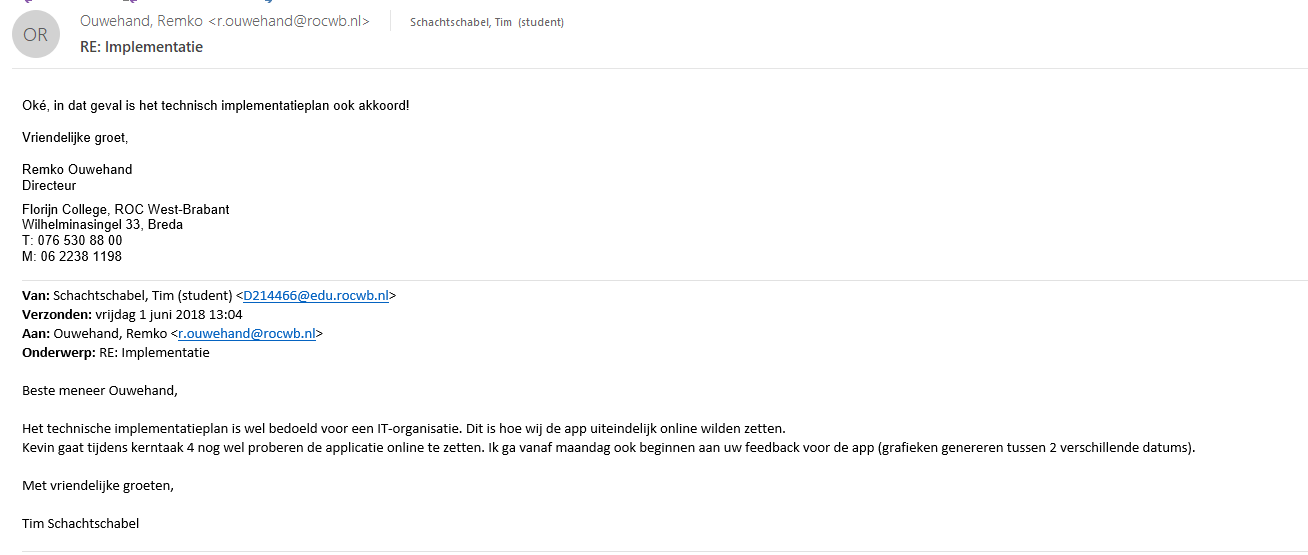 OR
Ouwehand, Remko <r.ouwehand@rocwb.nl>
Schachtschabel, Tim (student)
RE: Implementatie
Oké, in dat geval is het technisch implementatieplan ook akkoord!
Vriendelijke groet,
Remko Ouwehand
Directeur
Florijn College, ROC West-Brabant
Wilhelminasingel 33, Breda
T: 076 530 88 00
M: 06 2238 1198
Van: Schachtschabel, Tim (student) <D214466@edu.rocwb.nl>
Verzonden: vrijdag 1 juni 2018 13:04
Aan: Ouwehand, Remko <r.ouwehand@rocwb.nl>
Onderwerp: RE: Implementatie
Beste meneer Ouwehand,
Het technische implementatieplan is wel bedoeld voor een IT-organisatie. Dit is hoe wij de app uiteindelijk online wilden zetten.
Kevin gaat tijdens kerntaak 4 nog wel proberen de applicatie online te zetten. Ik ga vanaf maandag ook beginnen aan uw feedback voor de app (grafieken genereren tussen 2 verschillende datums).
Met vriendelijke groeten,
Tim Schachtschabel